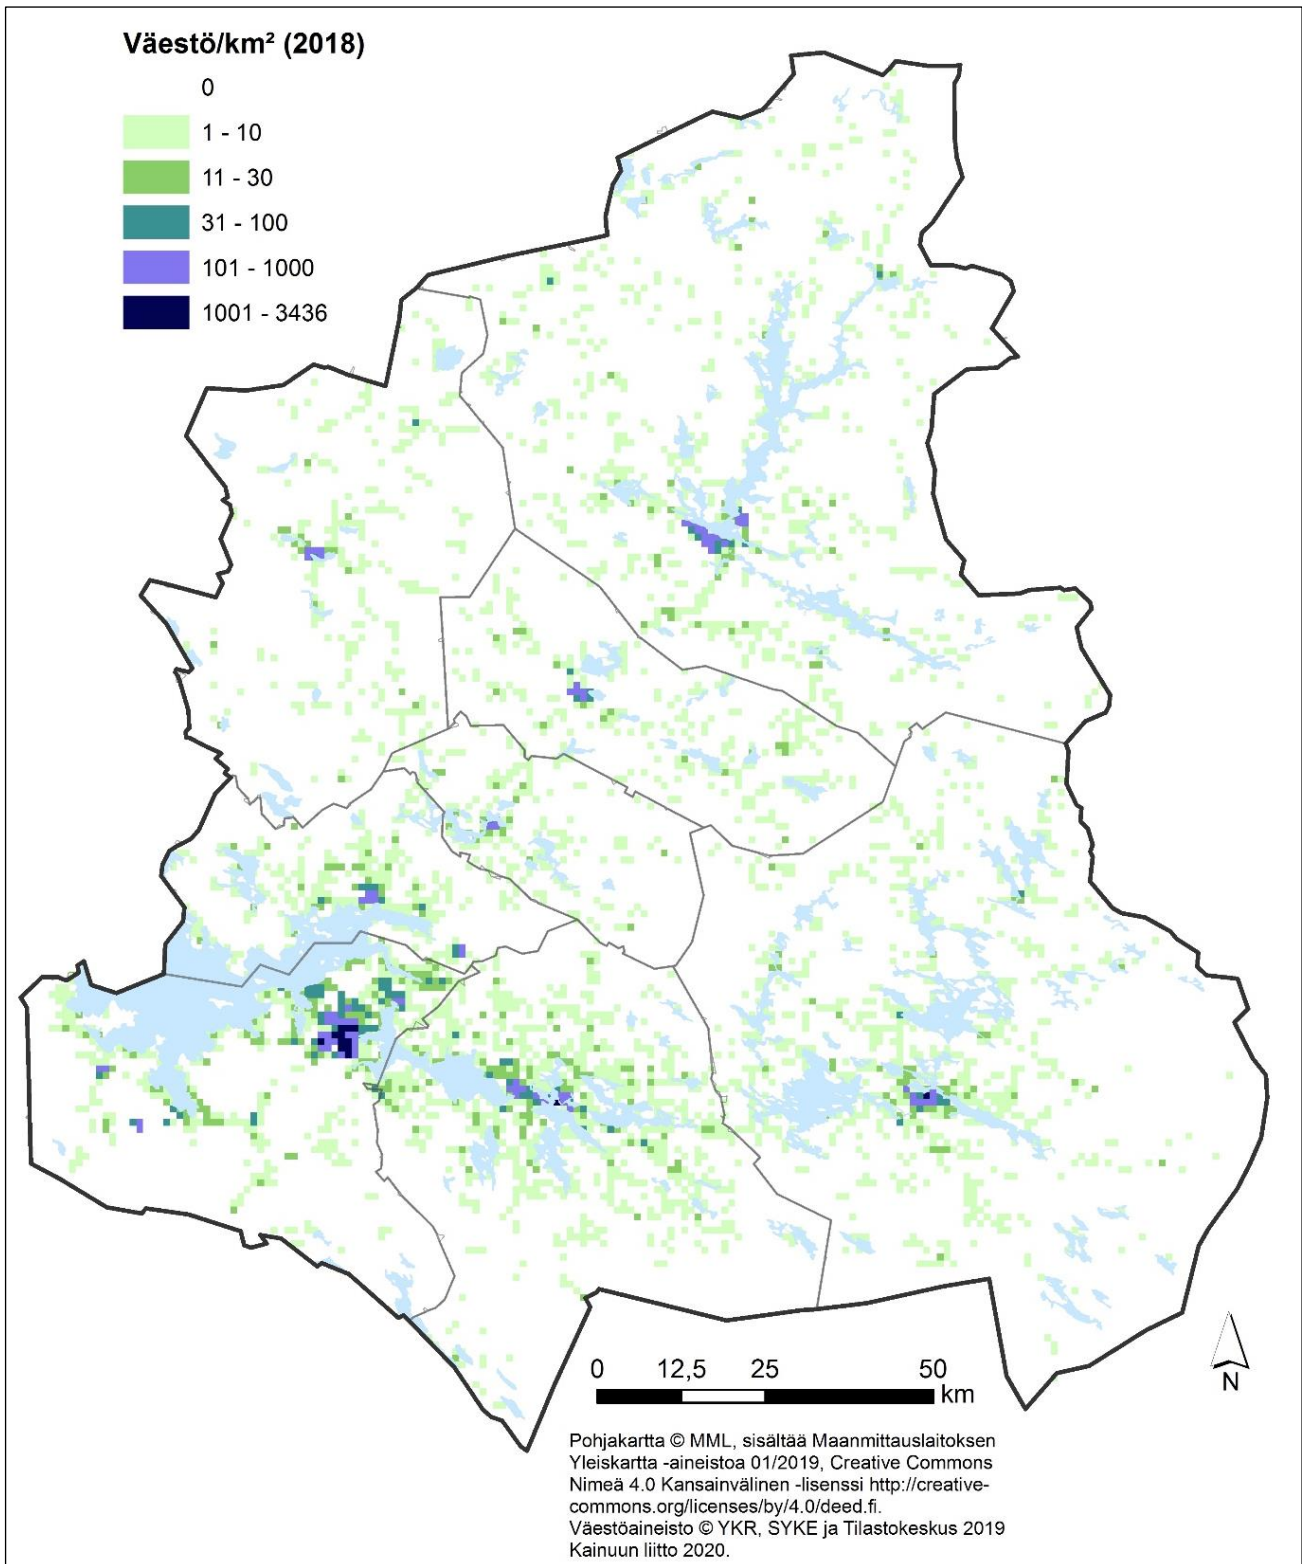 Väestö/km² (2018)
0
1 - 10
11 - 30
31 - 100
101 - 1000
1001 - 3436
0 12,5 25 50
km
N
Pohjakartta © MML, sisältää Maanmittauslaitoksen
Yleiskartta -aineistoa 01/2019, Creative Commons
Nimeä 4.0 Kansainvälinen -lisenssi http://creative-
commons.org/licenses/by/4.0/deed.fi.
Väestöaineisto © YKR, SYKE ja Tilastokeskus 2019
Kainuun liitto 2020.